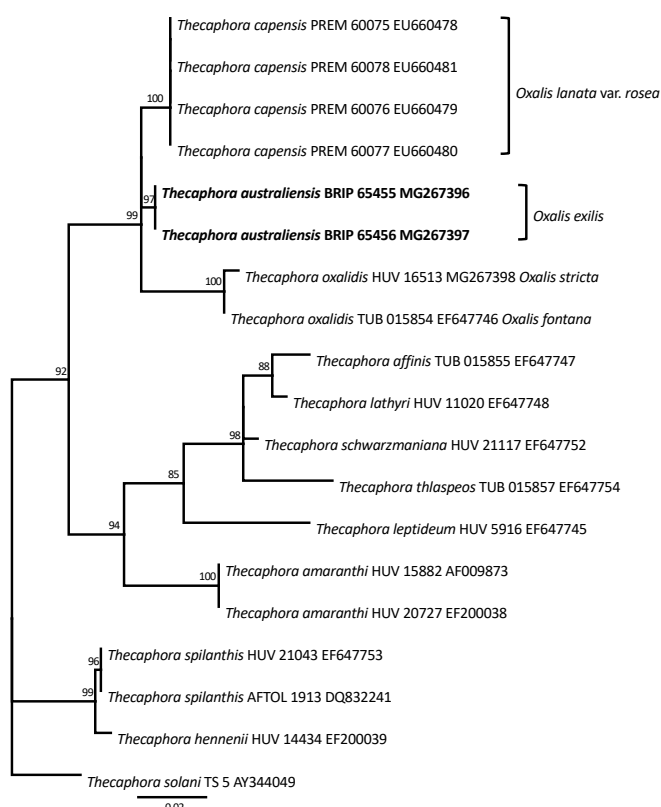 Thecaphora capensis PREM 60075 EU660478
Thecaphora capensis PREM 60078 EU660481
Oxalis lanata var. rosea
100
Thecaphora capensis PREM 60076 EU660479
Thecaphora capensis PREM 60077 EU660480
97
Thecaphora australiensis BRIP 65455 MG267396
99
Oxalis exilis
Thecaphora australiensis BRIP 65456 MG267397
100
Thecaphora oxalidis HUV 16513 MG267398 Oxalis stricta
Thecaphora oxalidis TUB 015854 EF647746 Oxalis fontana
92
88
Thecaphora affinis TUB 015855 EF647747
Thecaphora lathyri HUV 11020 EF647748
98
Thecaphora schwarzmaniana HUV 21117 EF647752
85
Thecaphora thlaspeos TUB 015857 EF647754
94
Thecaphora leptideum HUV 5916 EF647745
100
Thecaphora amaranthi HUV 15882 AF009873
Thecaphora amaranthi HUV 20727 EF200038
96
Thecaphora spilanthis HUV 21043 EF647753
99
Thecaphora spilanthis AFTOL 1913 DQ832241
Thecaphora hennenii HUV 14434 EF200039
Thecaphora solani TS 5 AY344049